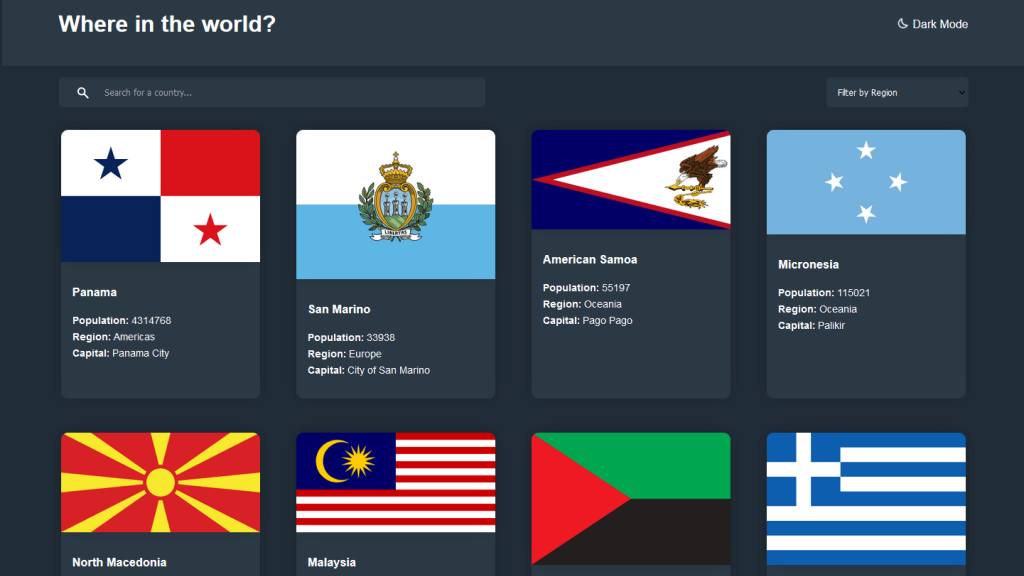 Where in the world?
Dark Mode
Search for a country...
Filter by Region
LIBERTAS
Panama
Population: 4314768
Region: Americas
Capital: Panama City
San Marino
Population: 33938
Region: Europe
Capital: City of San Marino
American Samoa
Population: 55197
Region: Oceania
Capital: Pago Pago
Micronesia
Population: 115021
Region: Oceania
Capital: Palikir
North Macedonia
Malaysia